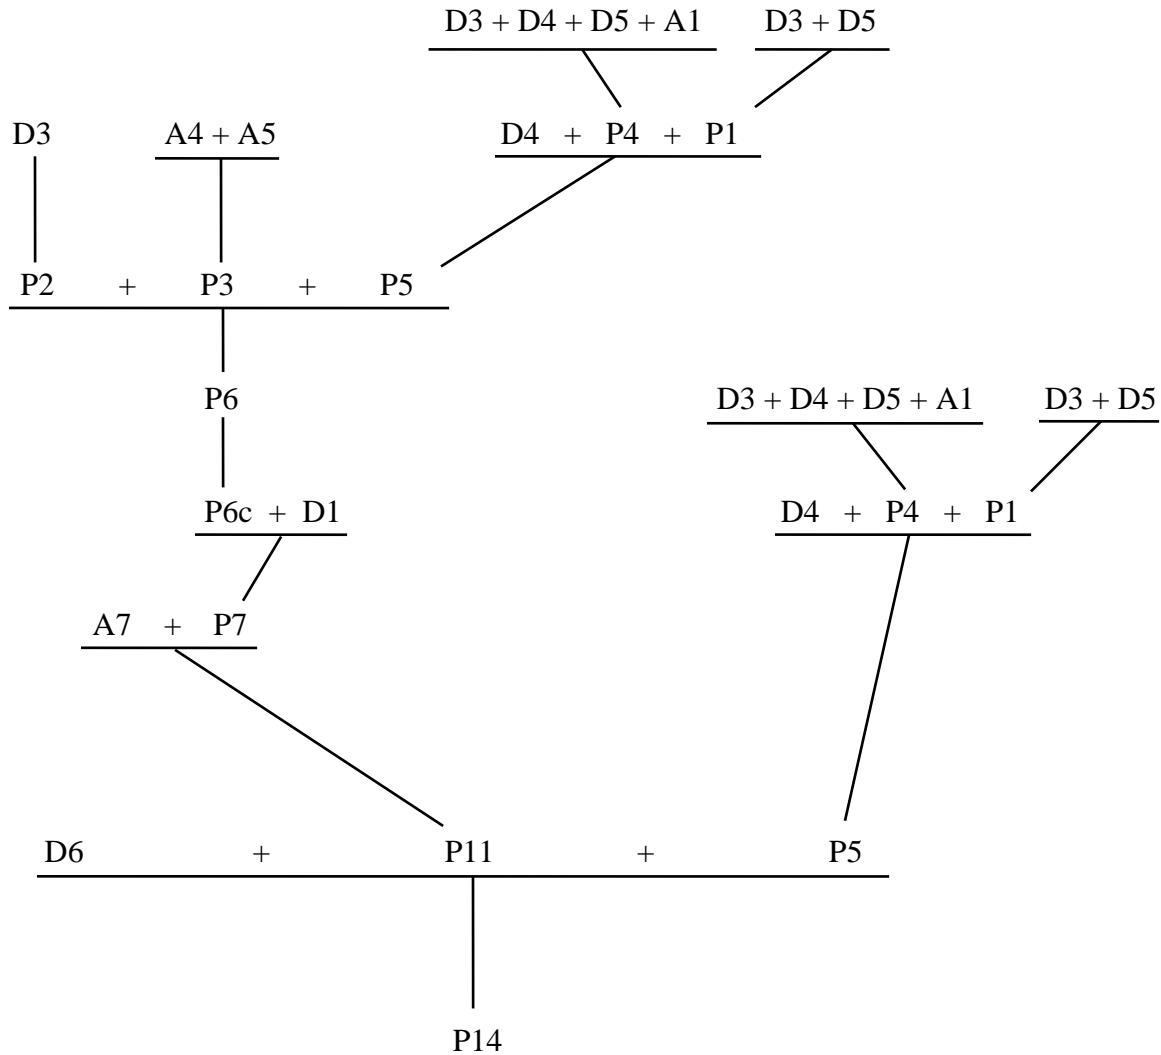 D3 + D4 + D5 + A1 D3 + D5
D3 A4 + A5 D4 + P4 + P1
P2 + P3 + P5
P6 D3 + D4 + D5 + A1 D3 + D5
P6c + D1 D4 + P4 + P1
A7 + P7
D6 + P11 + P5
P14